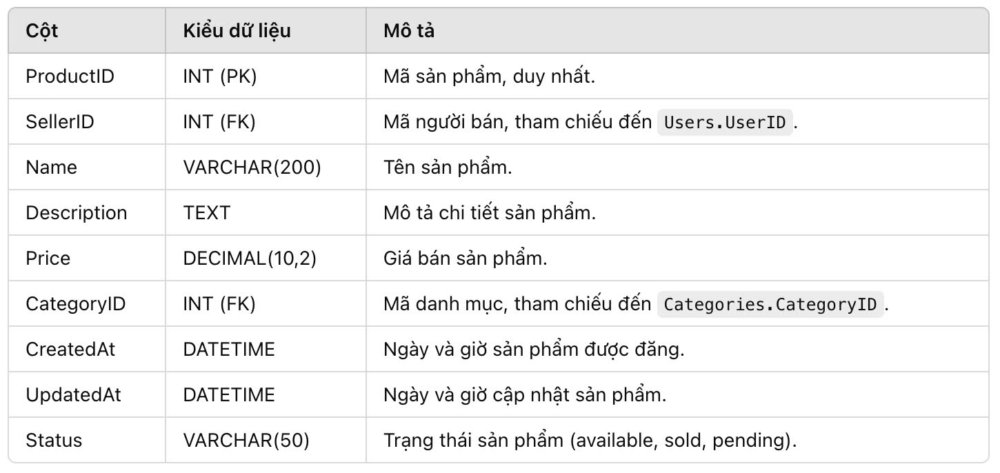 Cột Kiểu dữ liệu Mô tả
ProductID INT (PK) Mã sản phẩm, duy nhất.
SellerID INT (FK) Mã người bán, tham chiếu đến Users.UserID.
Name VARCHAR(200) Tên sản phẩm.
Description TEXT Mô tả chi tiết sản phẩm.
Price DECIMAL(10,2) Giá bán sản phẩm.
CategoryID INT (FK) Mã danh mục, tham chiếu đến Categories.CategoryID.
CreatedAt DATETIME Ngày và giờ sản phẩm được đăng.
UpdatedAt DATETIME Ngày và giờ cập nhật sản phẩm.
Status VARCHAR(50) Trạng thái sản phẩm (available, sold, pending).